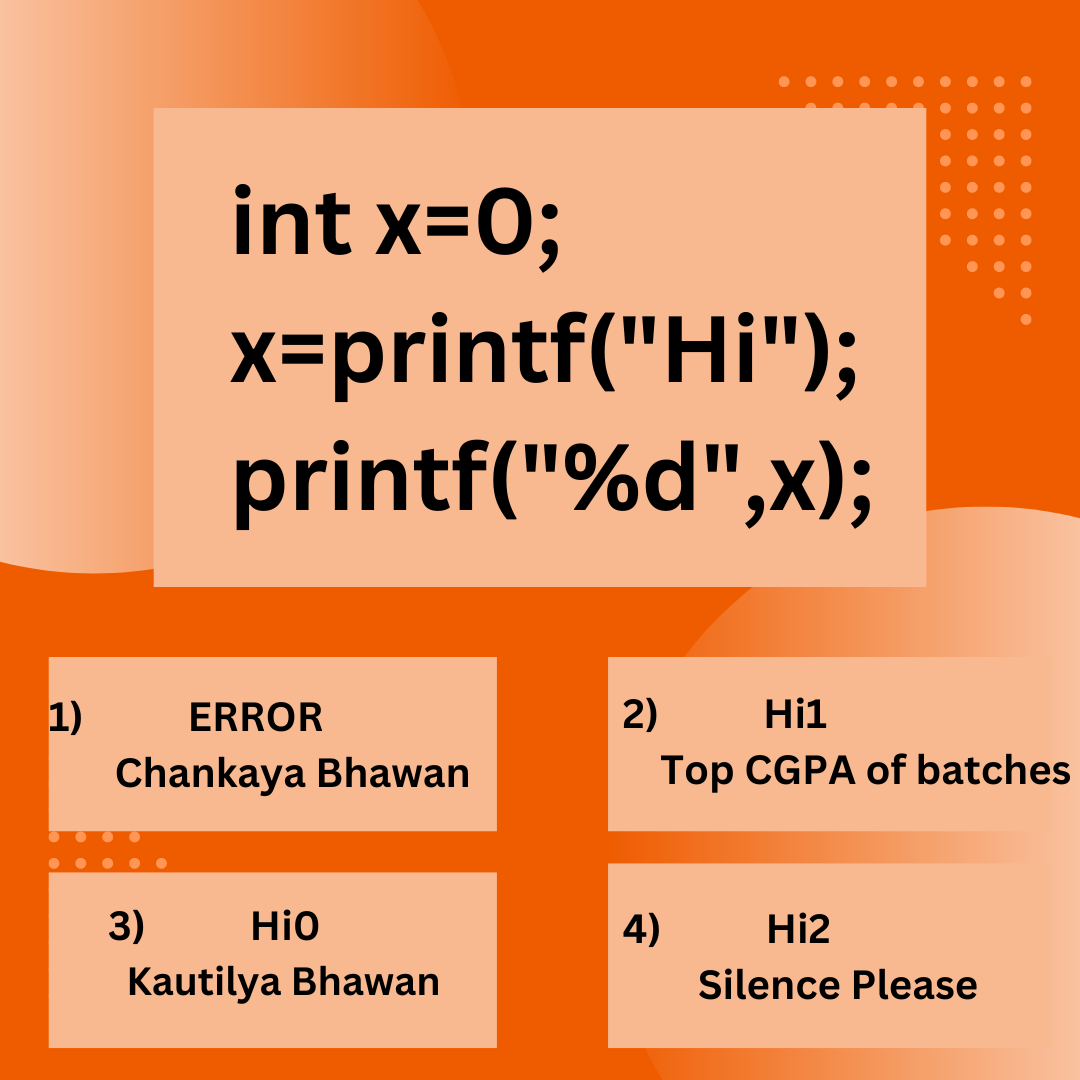 int x=0;
x=printf("Hi");
printf("%d",x);
1) ERROR
Chankaya Bhawan
2) Hi1
Top CGPA of batches
3) Hi0
Kautilya Bhawan
4) Hi2
Silence Please